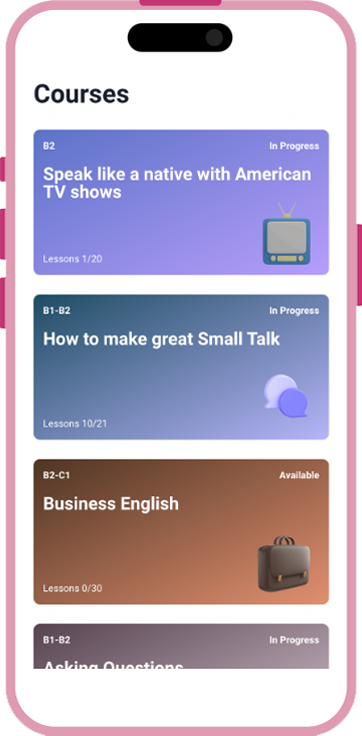 Courses
B2
In Progress
Speak like a native with American
TV shows
Lessons 1/20
B1-B2
In Progress
How to make great Small Talk
Lessons 10/21
B2-C1
Available
Business English
Lessons 0/30
B1-B2
In Progress
Asking Questions